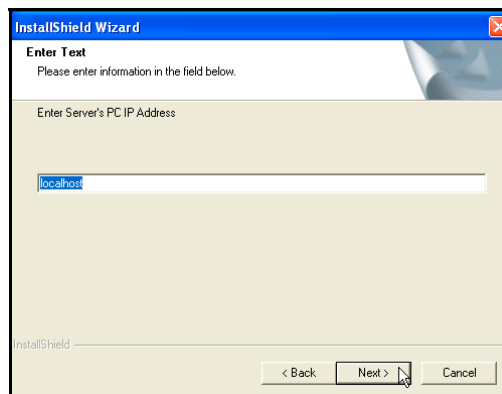 InstallShield Wizard
Enter Text
Please enter information in the field below.
Enter Server's PC IP Address
localhost
InstallShield
< Back Next > Cancel